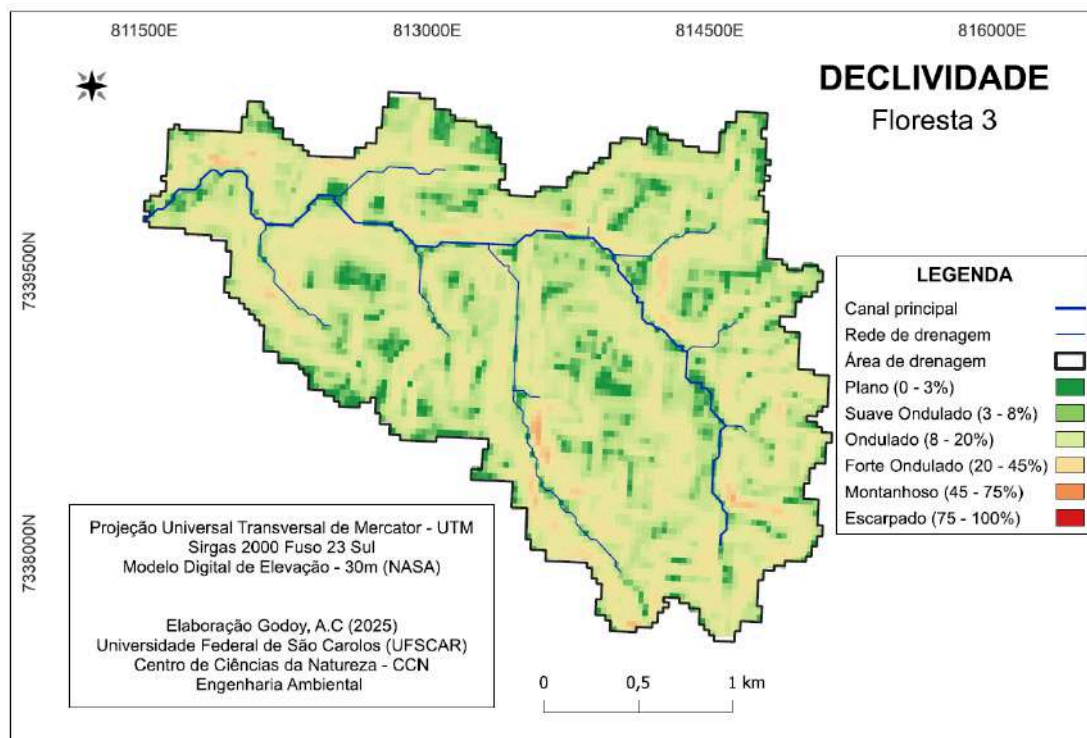 811500E
813000E
814500E
816000E
DECLIVIDADE
Floresta 3
7339500N
7338000N
LEGENDA
Canal principal
Rede de drenagem
Área de drenagem
Plano (0 - 3%)
Suave Ondulado (3 - 8%)
Ondulado (8 - 20%)
Forte Ondulado (20 - 45%)
Montanhoso (45 - 75%)
Escarpado (75 - 100%)
Projeção Universal Transversal de Mercator - UTM
Sirgas 2000 Fuso 23 Sul
Modelo Digital de Elevação - 30m (NASA)
Elaboração Godoy, A.C (2025)
Universidade Federal de São Carolos (UFSCAR)
Centro de Ciências da Natureza - CCN
Engenharia Ambiental
0 0,5 1 km